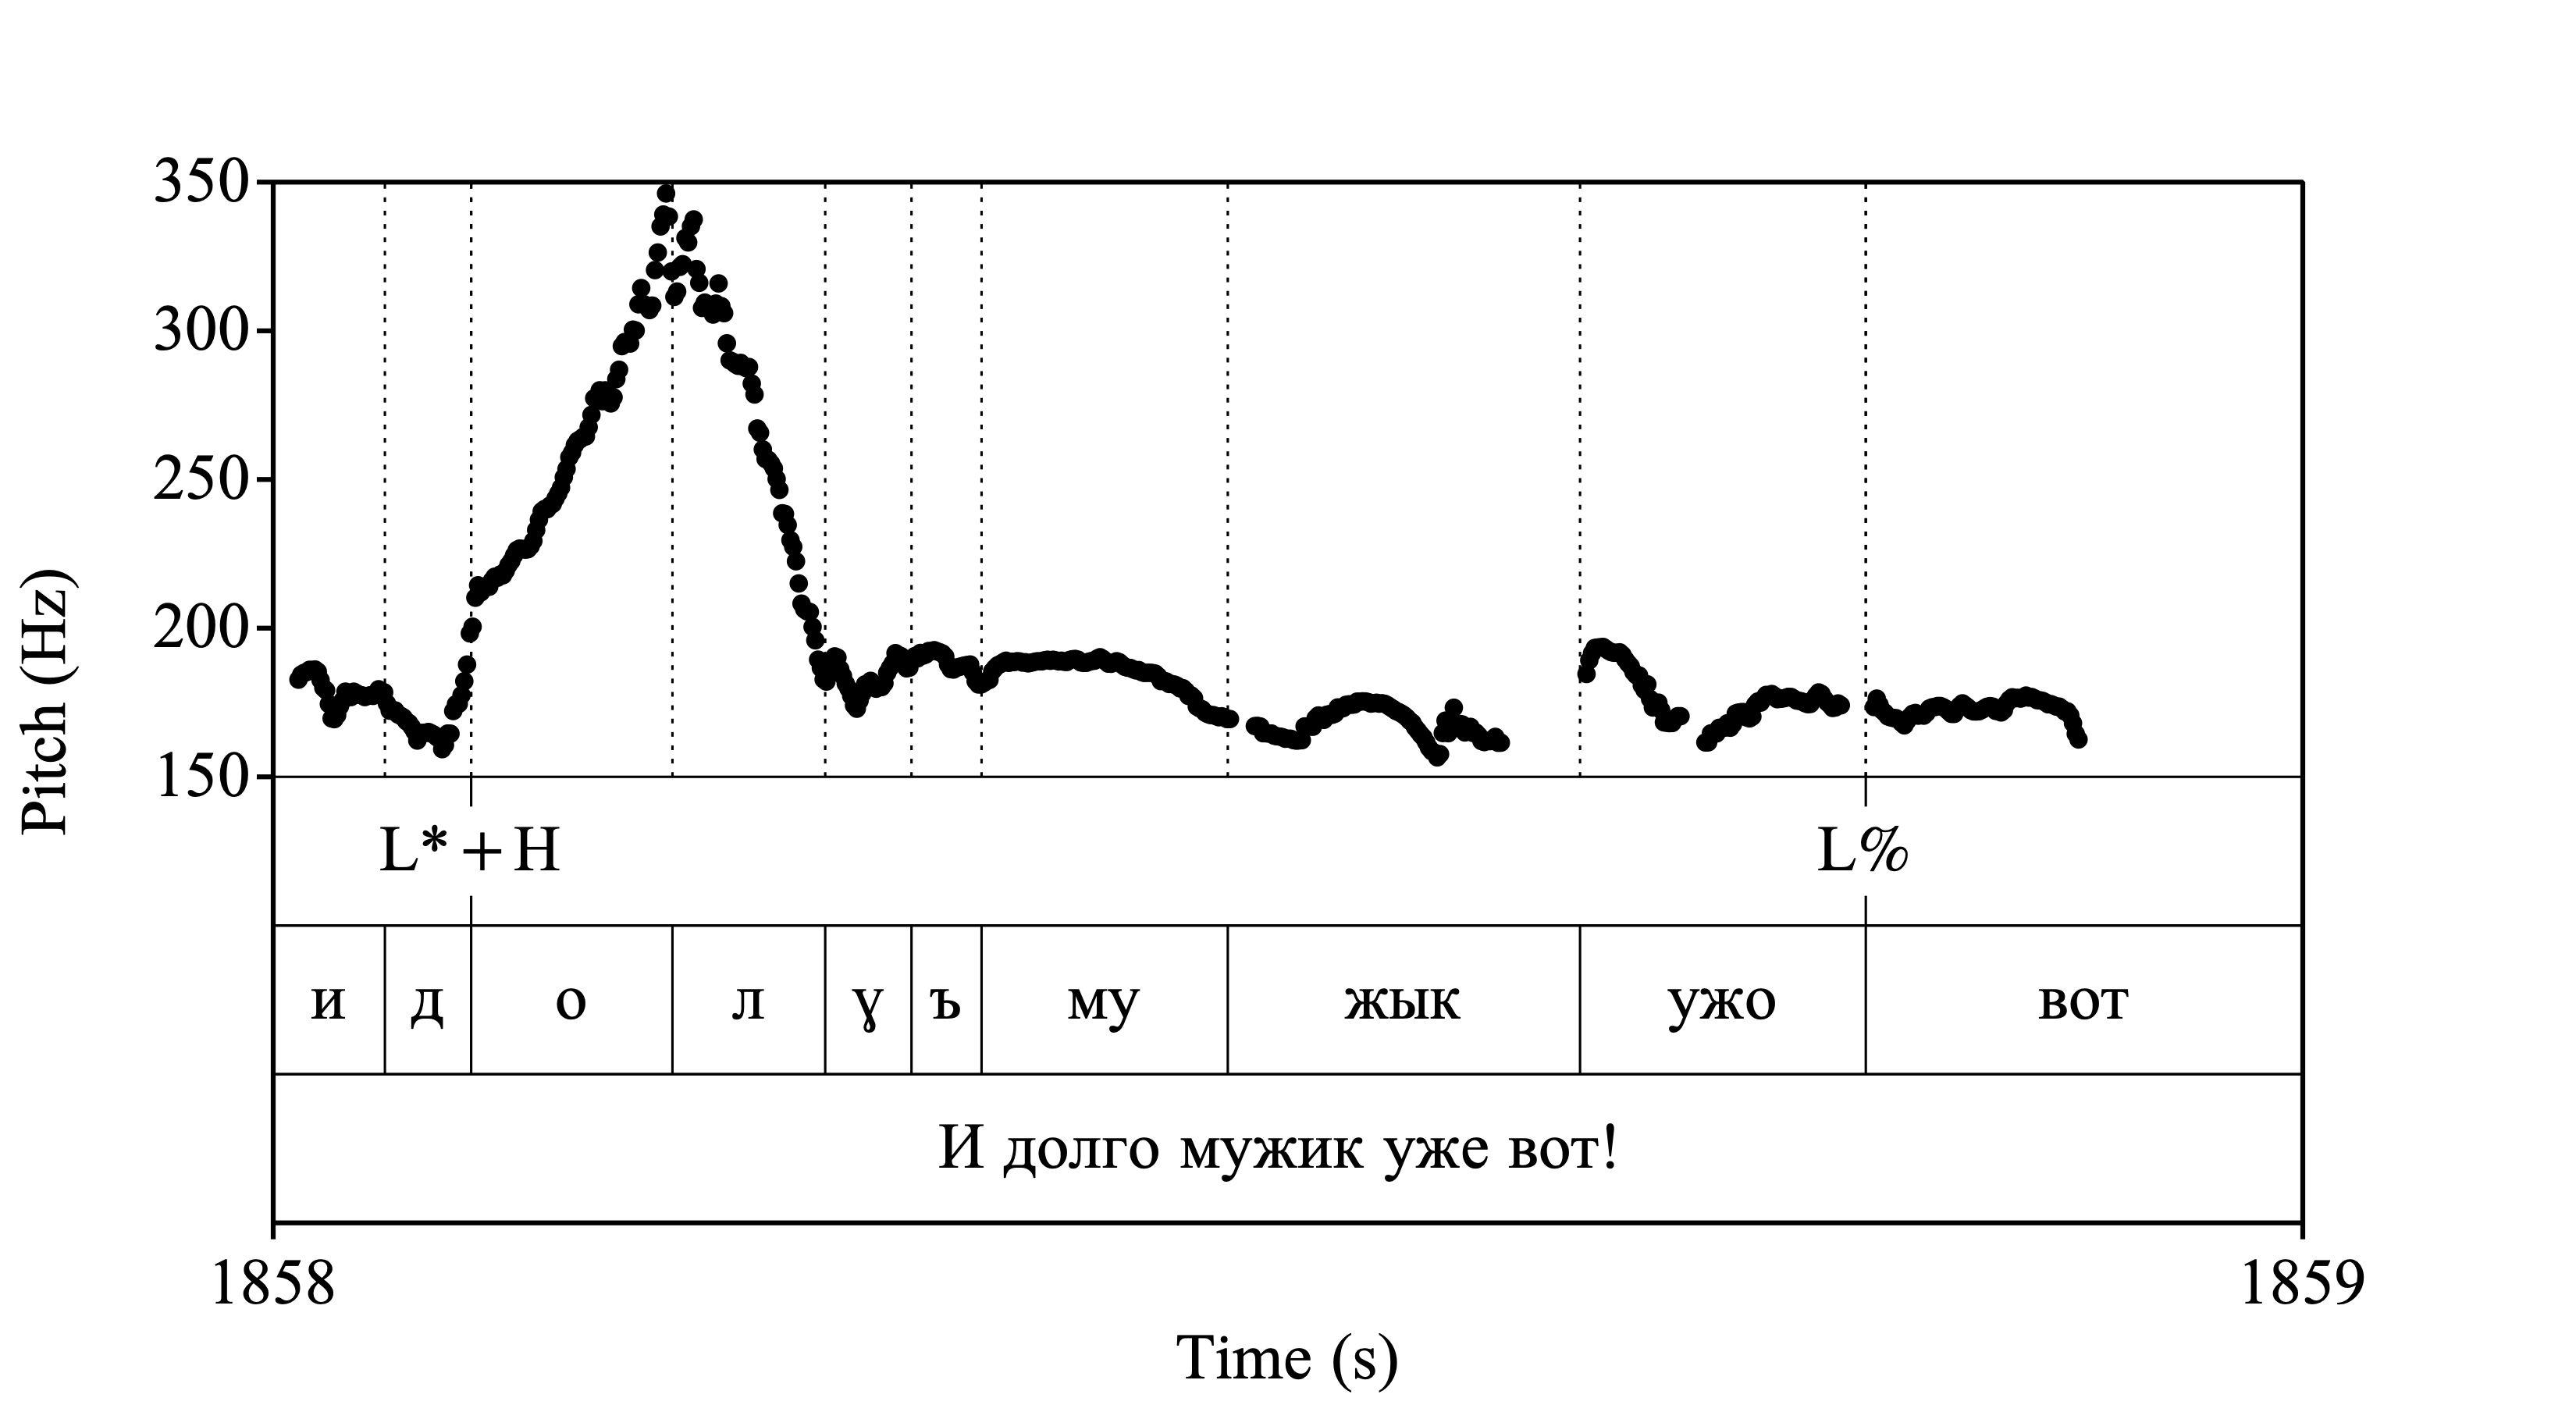 350
300
250
200
150
Pitch (Hz)
L*+H L%
и д о л ɣ ъ му жык ужо вот
И долго мужик уже вот!
1858 1859
Time (s)